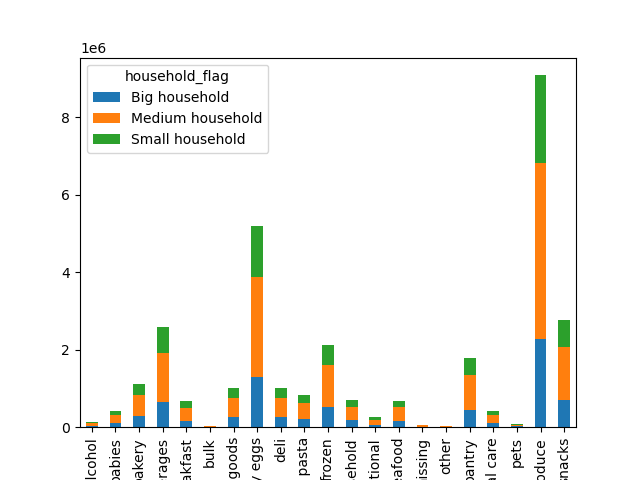 1e6
household_flag
Big household
Medium household
Small household
8
6
4
2
0
lcohol
babies
bakery
erages
akfast
bulk
goods
y eggs
deli
pasta
frozen
ehold
tional
eafood
issing
other
pantry
al care
pets
oduce
snacks